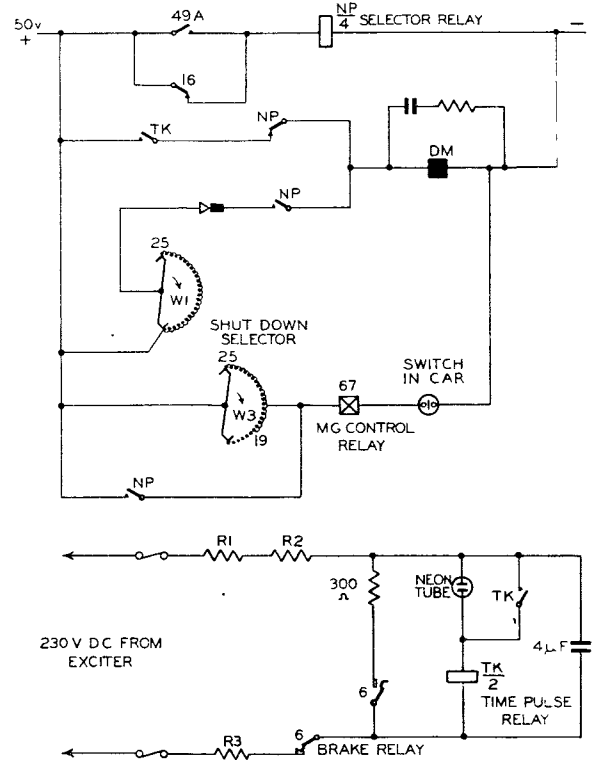 50V
+
49A
NP
4
SELECTOR RELAY
–
16
TK
NP
DM
NP
25
W1
SHUT DOWN
SELECTOR
25
W3
19
67
MG CONTROL
RELAY
SWITCH
IN CAR
NP
R1
R2
300
Ω
NEON
TUBE
TK
4μF
230 V DC FROM
EXCITER
6
TK
2
TIME PULSE
RELAY
R3
6
BRAKE RELAY